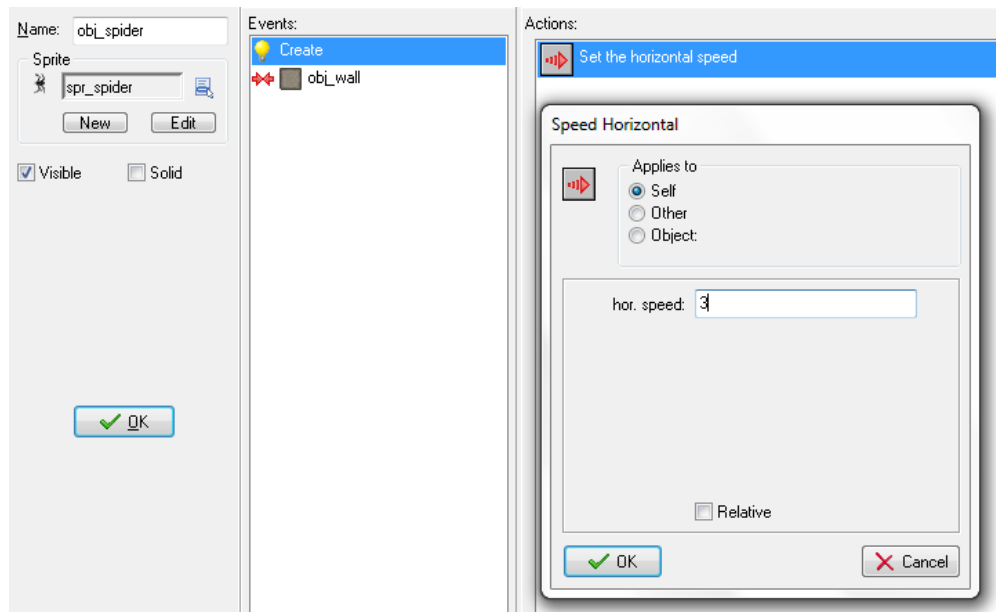 Name: obj_spider
Sprite
spr_spider
New Edit
Visible Solid
OK
Events:
Create
obj_wall
Actions:
Set the horizontal speed
Speed Horizontal
Applies to
Self
Other
Object:
hor. speed: 3
Relative
OK Cancel